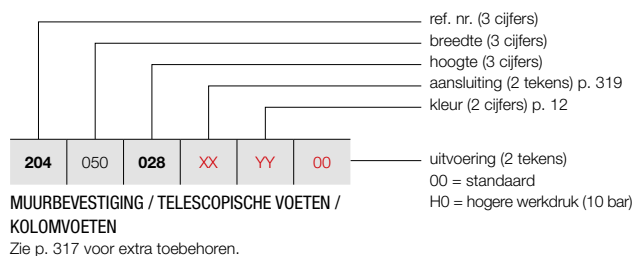 ref. nr. (3 cijfers)
breedte (3 cijfers)
hoogte (3 cijfers)
aansluiting (2 tekens) p. 319
kleur (2 cijfers) p. 12
204 050 028 XX YY 00
uitvoering (2 tekens)
00 = standaard
H0 = hogere werkdruk (10 bar)
MUURBEVESTIGING / TELESCOPISCHE VOETEN /
KOLOMVOETEN
Zie p. 317 voor extra toebehoren.